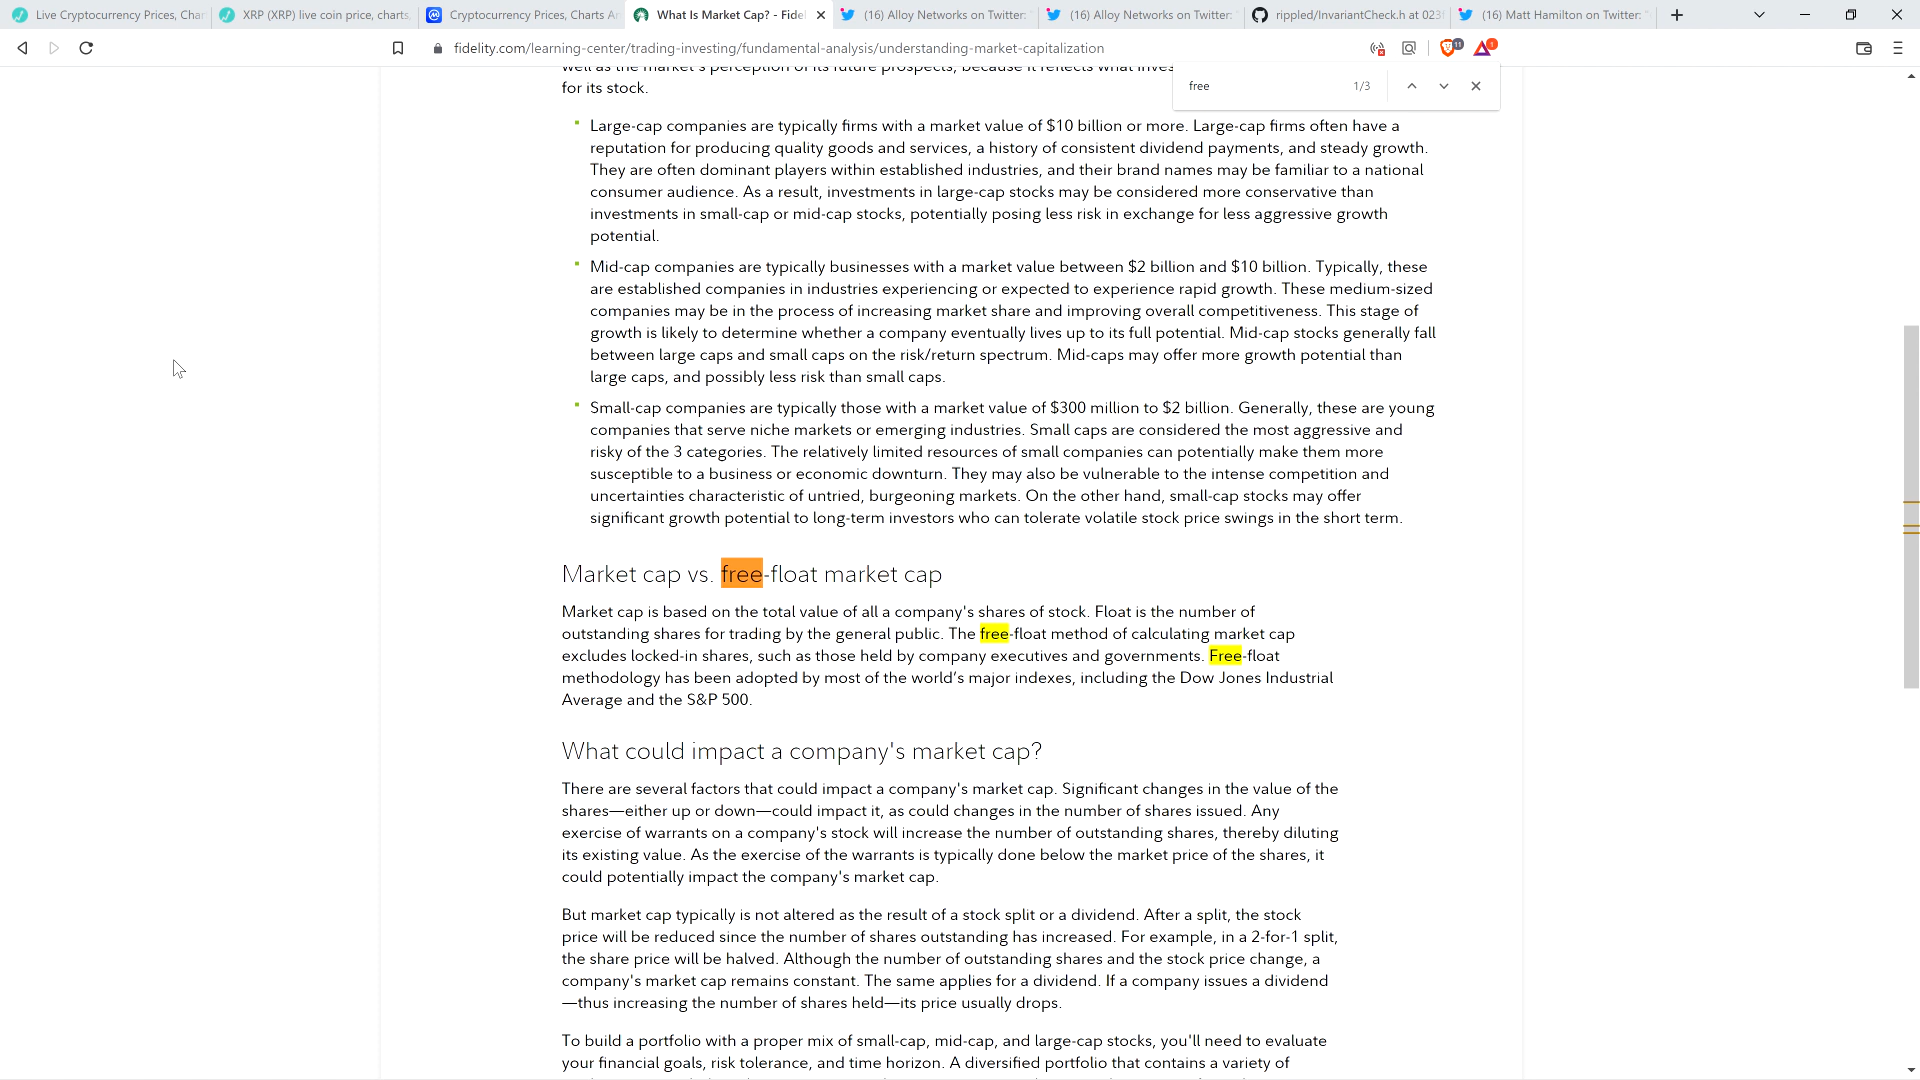 Live Cryptocurrency Prices, Char
XRP (XRP) live coin price, charts,
Cryptocurrency Prices, Charts An
What Is Market Cap? - Fide
(16) Alloy Networks on Twitter:
(16) Alloy Networks on Twitter:
rippled/InvariantCheck.h at 023
(16) Matt Hamilton on Twitter: "
fidelity.com/learning-center/trading-investing/fundamental-analysis/understanding-market-capitalization
11
1
free
1/3
well as the market's perception of its future prospects, because it reflects what inves
for its stock.
Large-cap companies are typically firms with a market value of $10 billion or more. Large-cap firms often have a
reputation for producing quality goods and services, a history of consistent dividend payments, and steady growth.
They are often dominant players within established industries, and their brand names may be familiar to a national
consumer audience. As a result, investments in large-cap stocks may be considered more conservative than
investments in small-cap or mid-cap stocks, potentially posing less risk in exchange for less aggressive growth
potential.
Mid-cap companies are typically businesses with a market value between $2 billion and $10 billion. Typically, these
are established companies in industries experiencing or expected to experience rapid growth. These medium-sized
companies may be in the process of increasing market share and improving overall competitiveness. This stage of
growth is likely to determine whether a company eventually lives up to its full potential. Mid-cap stocks generally fall
between large caps and small caps on the risk/return spectrum. Mid-caps may offer more growth potential than
large caps, and possibly less risk than small caps.
Small-cap companies are typically those with a market value of $300 million to $2 billion. Generally, these are young
companies that serve niche markets or emerging industries. Small caps are considered the most aggressive and
risky of the 3 categories. The relatively limited resources of small companies can potentially make them more
susceptible to a business or economic downturn. They may also be vulnerable to the intense competition and
uncertainties characteristic of untried, burgeoning markets. On the other hand, small-cap stocks may offer
significant growth potential to long-term investors who can tolerate volatile stock price swings in the short term.
Market cap vs. free-float market cap
Market cap is based on the total value of all a company's shares of stock. Float is the number of
outstanding shares for trading by the general public. The free-float method of calculating market cap
excludes locked-in shares, such as those held by company executives and governments. Free-float
methodology has been adopted by most of the world’s major indexes, including the Dow Jones Industrial
Average and the S&P 500.
What could impact a company's market cap?
There are several factors that could impact a company's market cap. Significant changes in the value of the
shares—either up or down—could impact it, as could changes in the number of shares issued. Any
exercise of warrants on a company's stock will increase the number of outstanding shares, thereby diluting
its existing value. As the exercise of the warrants is typically done below the market price of the shares, it
could potentially impact the company's market cap.
But market cap typically is not altered as the result of a stock split or a dividend. After a split, the stock
price will be reduced since the number of shares outstanding has increased. For example, in a 2-for-1 split,
the share price will be halved. Although the number of outstanding shares and the stock price change, a
company's market cap remains constant. The same applies for a dividend. If a company issues a dividend
—thus increasing the number of shares held—its price usually drops.
To build a portfolio with a proper mix of small-cap, mid-cap, and large-cap stocks, you'll need to evaluate
your financial goals, risk tolerance, and time horizon. A diversified portfolio that contains a variety of